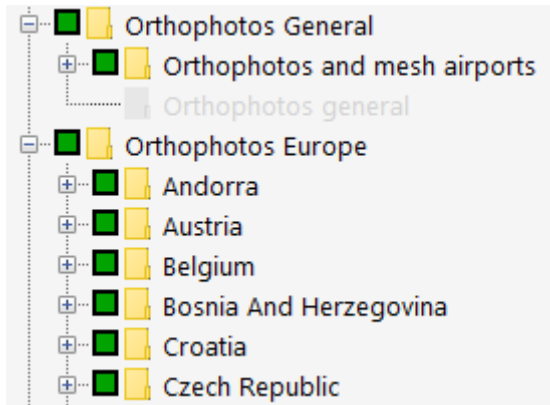 Orthophotos General
Orthophotos and mesh airports
Orthophotos general
Orthophotos Europe
Andorra
Austria
Belgium
Bosnia And Herzegovina
Croatia
Czech Republic